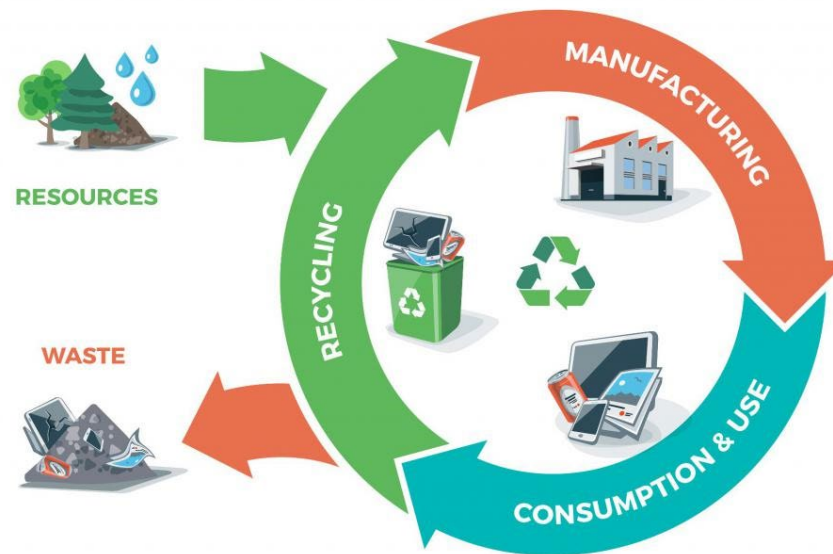 MANUFACTURING
RESOURCES
RECYCLING
WASTE
CONSUMPTION & USE